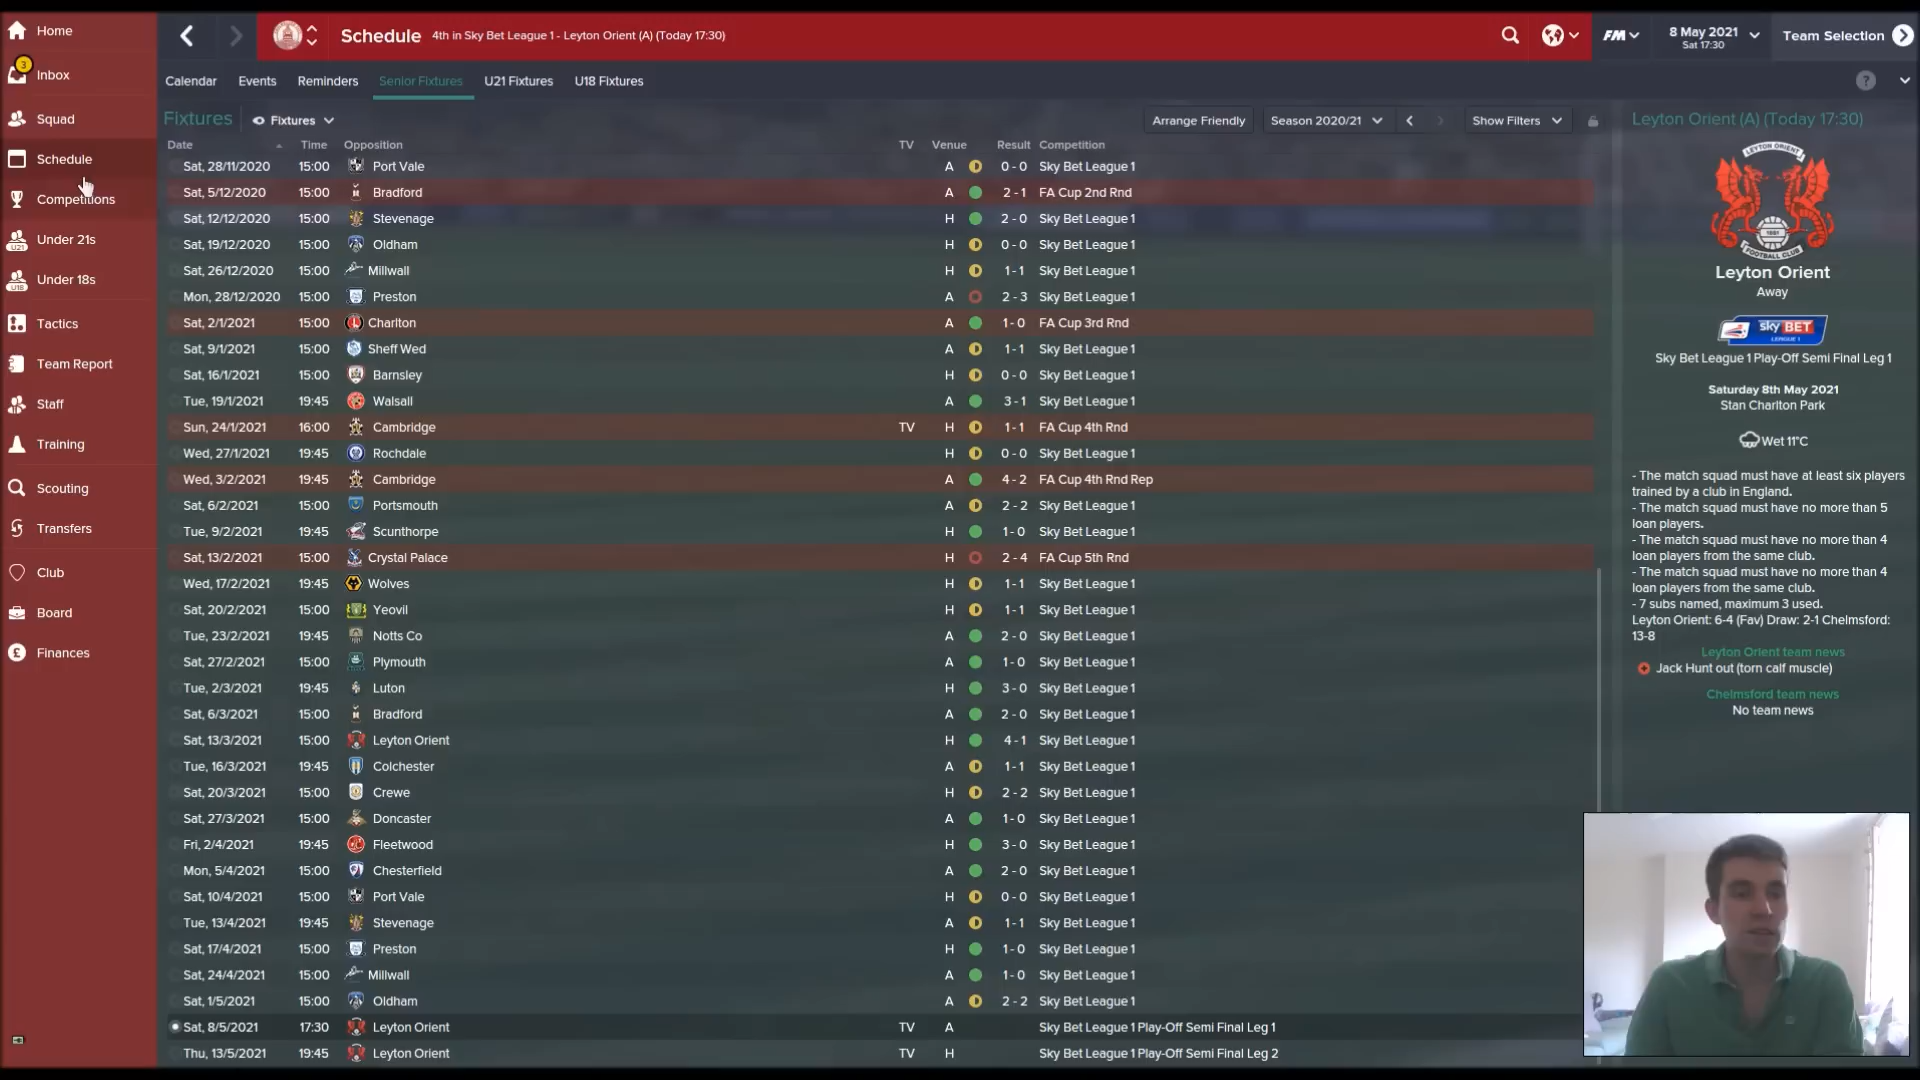 Home
Schedule 4th in Sky Bet League 1 - Leyton Orient (A) (Today 17:30)
FM
8 May 2021
Sat 17:30
Team Selection
3
Inbox
Squad
Schedule
Competitions
U21
Under 21s
U18
Under 18s
Tactics
Team Report
Staff
Training
Scouting
Transfers
Club
Board
Finances
Calendar Events Reminders Senior Fixtures U21 Fixtures U18 Fixtures
Fixtures Fixtures Arrange Friendly Season 2020/21 Show Filters
Date Time Opposition TV Venue Result Competition
Sat, 28/11/2020 15:00 Port Vale A 0 - 0 Sky Bet League 1
Sat, 5/12/2020 15:00 Bradford A 2 - 1 FA Cup 2nd Rnd
Sat, 12/12/2020 15:00 Stevenage H 2 - 0 Sky Bet League 1
Sat, 19/12/2020 15:00 Oldham H 0 - 0 Sky Bet League 1
Sat, 26/12/2020 15:00 Millwall H 1 - 1 Sky Bet League 1
Mon, 28/12/2020 15:00 Preston A 2 - 3 Sky Bet League 1
Sat, 2/1/2021 15:00 Charlton A 1 - 0 FA Cup 3rd Rnd
Sat, 9/1/2021 15:00 Sheff Wed A 1 - 1 Sky Bet League 1
Sat, 16/1/2021 15:00 Barnsley H 0 - 0 Sky Bet League 1
Tue, 19/1/2021 19:45 Walsall A 3 - 1 Sky Bet League 1
Sun, 24/1/2021 16:00 Cambridge TV H 1 - 1 FA Cup 4th Rnd
Wed, 27/1/2021 19:45 Rochdale H 0 - 0 Sky Bet League 1
Wed, 3/2/2021 19:45 Cambridge A 4 - 2 FA Cup 4th Rnd Rep
Sat, 6/2/2021 15:00 Portsmouth A 2 - 2 Sky Bet League 1
Tue, 9/2/2021 19:45 Scunthorpe H 1 - 0 Sky Bet League 1
Sat, 13/2/2021 15:00 Crystal Palace H 2 - 4 FA Cup 5th Rnd
Wed, 17/2/2021 19:45 Wolves H 1 - 1 Sky Bet League 1
Sat, 20/2/2021 15:00 Yeovil H 1 - 1 Sky Bet League 1
Tue, 23/2/2021 19:45 Notts Co A 2 - 0 Sky Bet League 1
Sat, 27/2/2021 15:00 Plymouth A 1 - 0 Sky Bet League 1
Tue, 2/3/2021 19:45 Luton H 3 - 0 Sky Bet League 1
Sat, 6/3/2021 15:00 Bradford A 2 - 0 Sky Bet League 1
Sat, 13/3/2021 15:00 Leyton Orient H 4 - 1 Sky Bet League 1
Tue, 16/3/2021 19:45 Colchester A 1 - 1 Sky Bet League 1
Sat, 20/3/2021 15:00 Crewe H 2 - 2 Sky Bet League 1
Sat, 27/3/2021 15:00 Doncaster A 1 - 0 Sky Bet League 1
Fri, 2/4/2021 19:45 Fleetwood H 3 - 0 Sky Bet League 1
Mon, 5/4/2021 15:00 Chesterfield A 2 - 0 Sky Bet League 1
Sat, 10/4/2021 15:00 Port Vale H 0 - 0 Sky Bet League 1
Tue, 13/4/2021 19:45 Stevenage A 1 - 1 Sky Bet League 1
Sat, 17/4/2021 15:00 Preston H 1 - 0 Sky Bet League 1
Sat, 24/4/2021 15:00 Millwall A 1 - 0 Sky Bet League 1
Sat, 1/5/2021 15:00 Oldham A 2 - 2 Sky Bet League 1
Sat, 8/5/2021 17:30 Leyton Orient TV A Sky Bet League 1 Play-Off Semi Final Leg 1
Thu, 13/5/2021 19:45 Leyton Orient TV H Sky Bet League 1 Play-Off Semi Final Leg 2
Leyton Orient (A) (Today 17:30)
LEYTON ORIENT
1881
FOOTBALL CLUB
Leyton Orient
Away
sky BET
LEAGUE 1
Sky Bet League 1 Play-Off Semi Final Leg 1
Saturday 8th May 2021
Stan Charlton Park
Wet 11°C
- The match squad must have at least six players
trained by a club in England.
- The match squad must have no more than 5
loan players.
- The match squad must have no more than 4
loan players from the same club.
- The match squad must have no more than 4
loan players from the same club.
- 7 subs named, maximum 3 used.
Leyton Orient: 6-4 (Fav) Draw: 2-1 Chelmsford:
13-8
Leyton Orient team news
Jack Hunt out (torn calf muscle)
Chelmsford team news
No team news